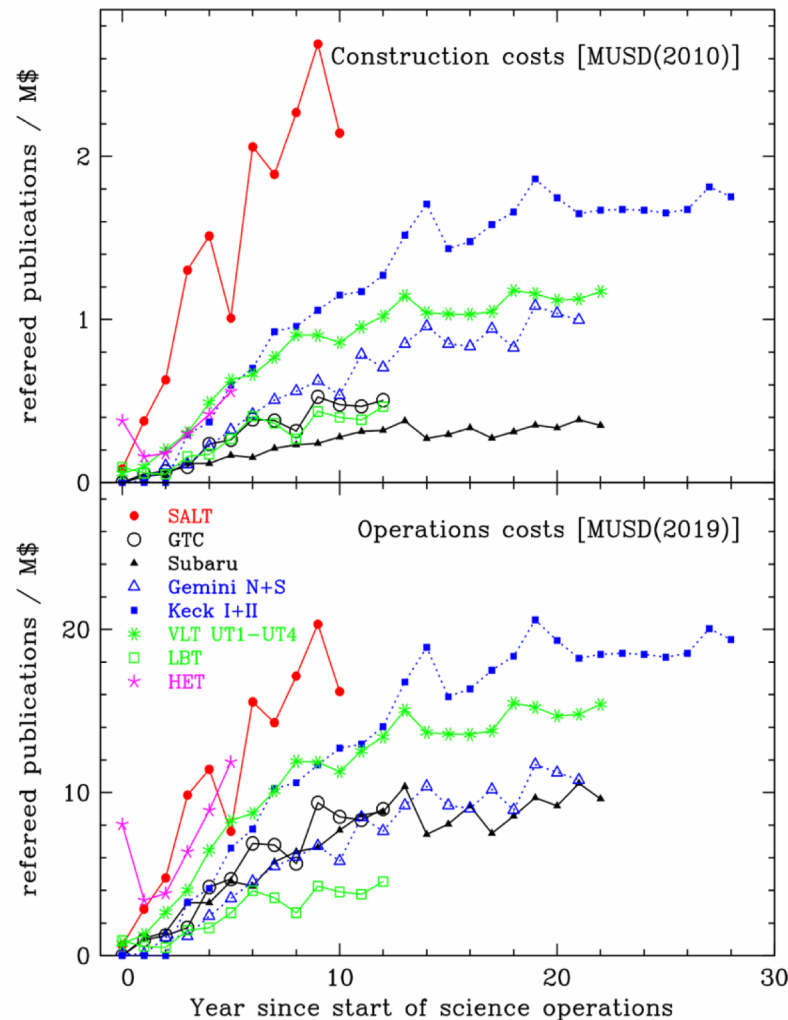 Construction costs [MUSD(2010)]
refereed publications / M$
2
1
0
Operations costs [MUSD(2019)]
refereed publications / M$
SALT
GTC
Subaru
Gemini N+S
Keck I+II
VLT UT1-UT4
LBT
HET
20
10
0
0 10 20 30
Year since start of science operations